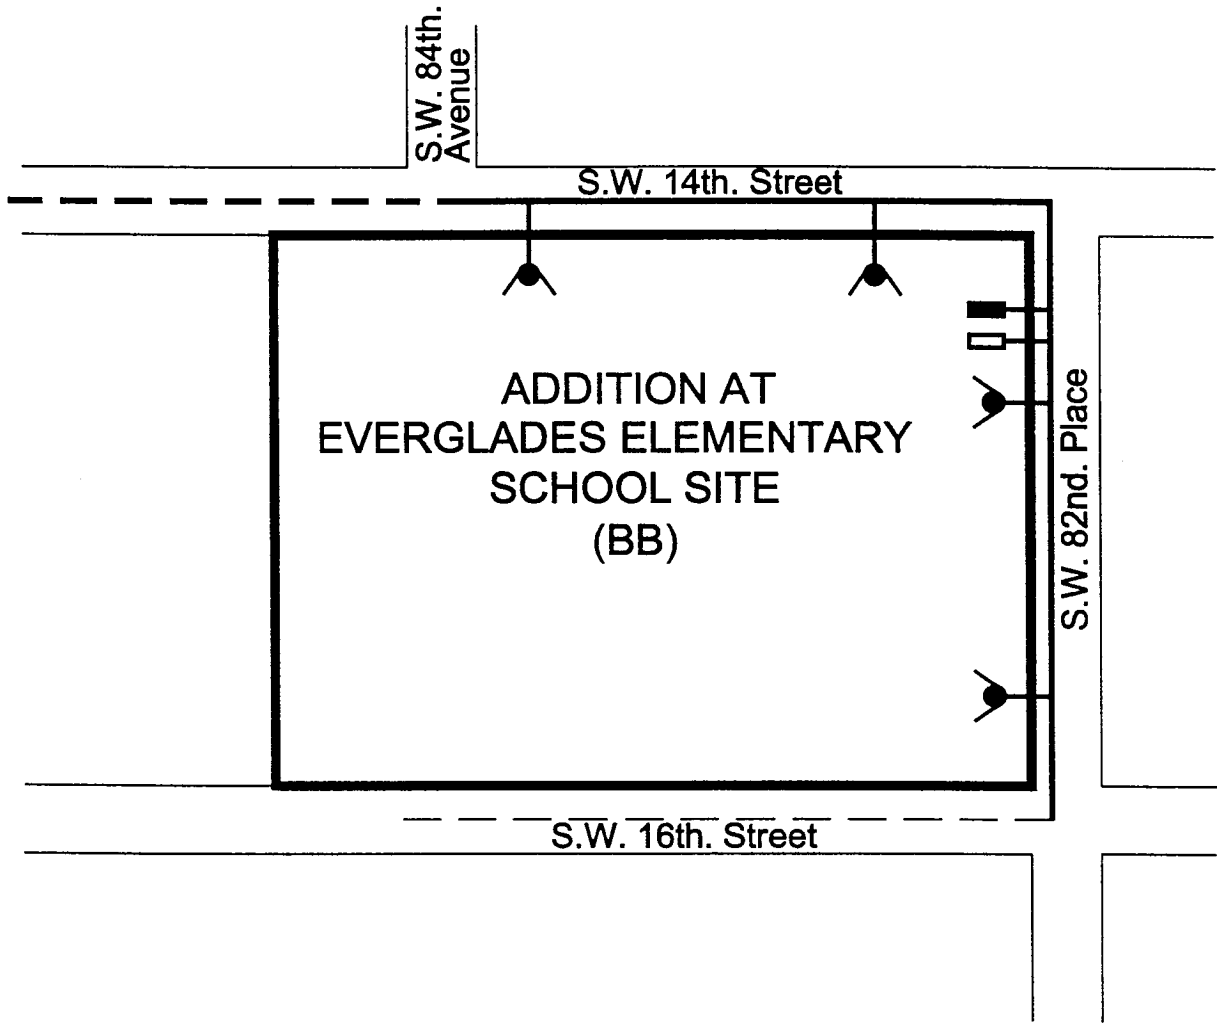 S.W. 84th.
Avenue
S.W. 14th. Street
ADDITION AT
EVERGLADES ELEMENTARY
SCHOOL SITE
(BB)
S.W. 82nd. Place
S.W. 16th. Street